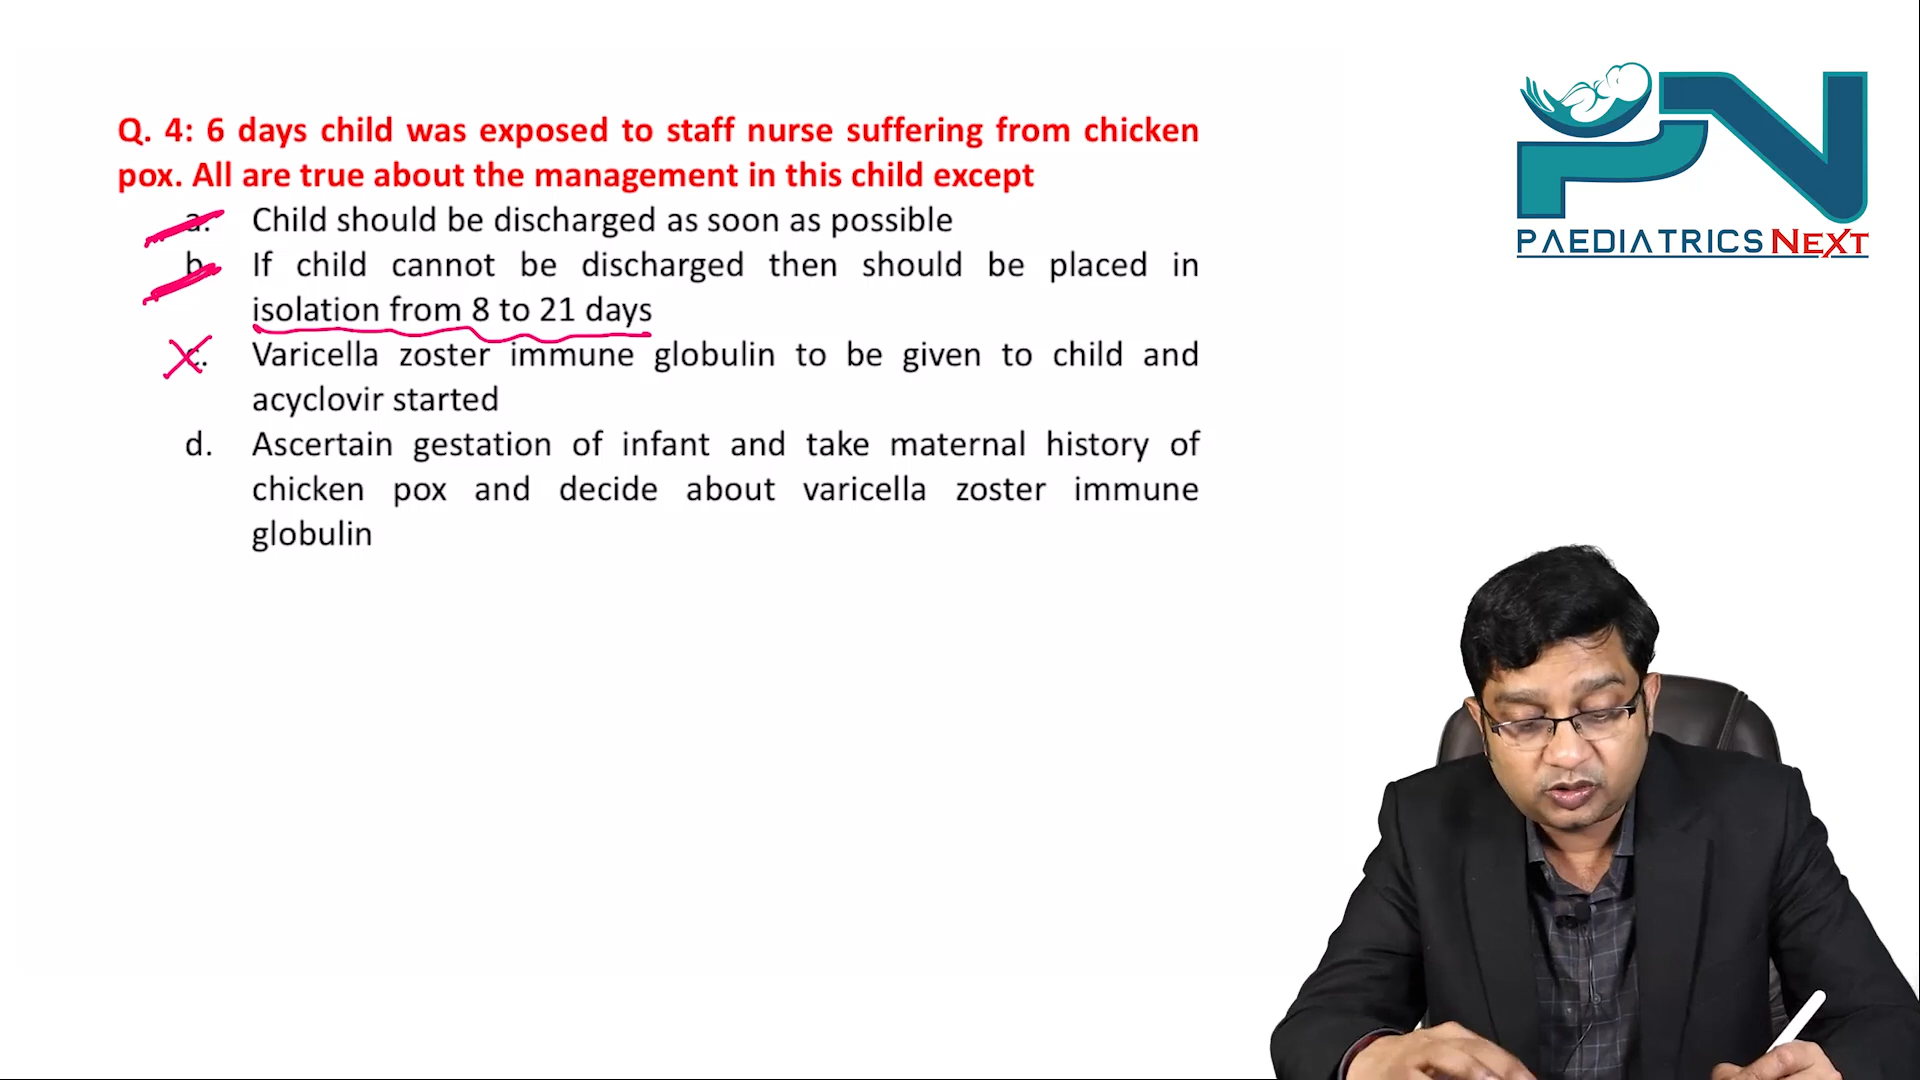 Q. 4: 6 days child was exposed to staff nurse suffering from chicken
pox. All are true about the management in this child except
a. Child should be discharged as soon as possible
b. If child cannot be discharged then should be placed in
isolation from 8 to 21 days
c. Varicella zoster immune globulin to be given to child and
acyclovir started
d. Ascertain gestation of infant and take maternal history of
chicken pox and decide about varicella zoster immune
globulin
PN
PAEDIATRICS NEXT